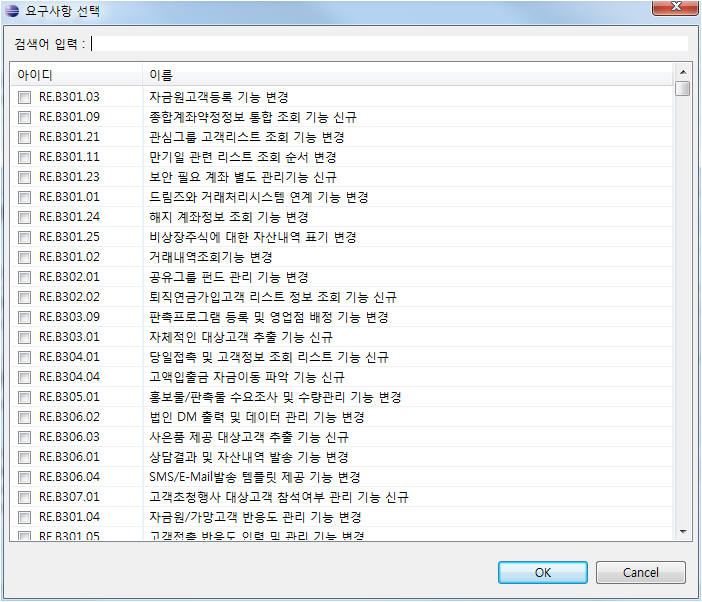 요구사항 선택
검색어 입력 :
아이디 이름
RE.B301.03 자금원고객등록 기능 변경
RE.B301.09 종합계좌약정정보 통합 조회 기능 신규
RE.B301.21 관심그룹 고객리스트 조회 기능 변경
RE.B301.11 만기일 관련 리스트 조회 순서 변경
RE.B301.23 보안 필요 계좌 별도 관리기능 신규
RE.B301.01 드림즈와 거래처리시스템 연계 기능 변경
RE.B301.24 해지 계좌정보 조회 기능 변경
RE.B301.25 비상장주식에 대한 자산내역 표기 변경
RE.B301.02 거래내역조회기능 변경
RE.B302.01 공유그룹 펀드 관리 기능 변경
RE.B302.02 퇴직연금가입고객 리스트 정보 조회 기능 신규
RE.B303.09 판촉프로그램 등록 및 영업점 배정 기능 변경
RE.B303.01 자체적인 대상고객 추출 기능 신규
RE.B304.01 당일접촉 및 고객정보 조회 리스트 기능 신규
RE.B304.04 고액입출금 자금이동 파악 기능 신규
RE.B305.01 홍보물/판촉물 수요조사 및 수량관리 기능 변경
RE.B306.02 법인 DM 출력 및 데이터 관리 기능 변경
RE.B306.03 사은품 제공 대상고객 추출 기능 신규
RE.B306.01 상담결과 및 자산내역 발송 기능 변경
RE.B306.04 SMS/E-Mail발송 템플릿 제공 기능 변경
RE.B307.01 고객초청행사 대상고객 참석여부 관리 기능 신규
RE.B301.04 자금원/가망고객 반응도 관리 기능 변경
RE.B301.05 고객접촉 반응도 입력 및 관리 기능 변경
OK Cancel